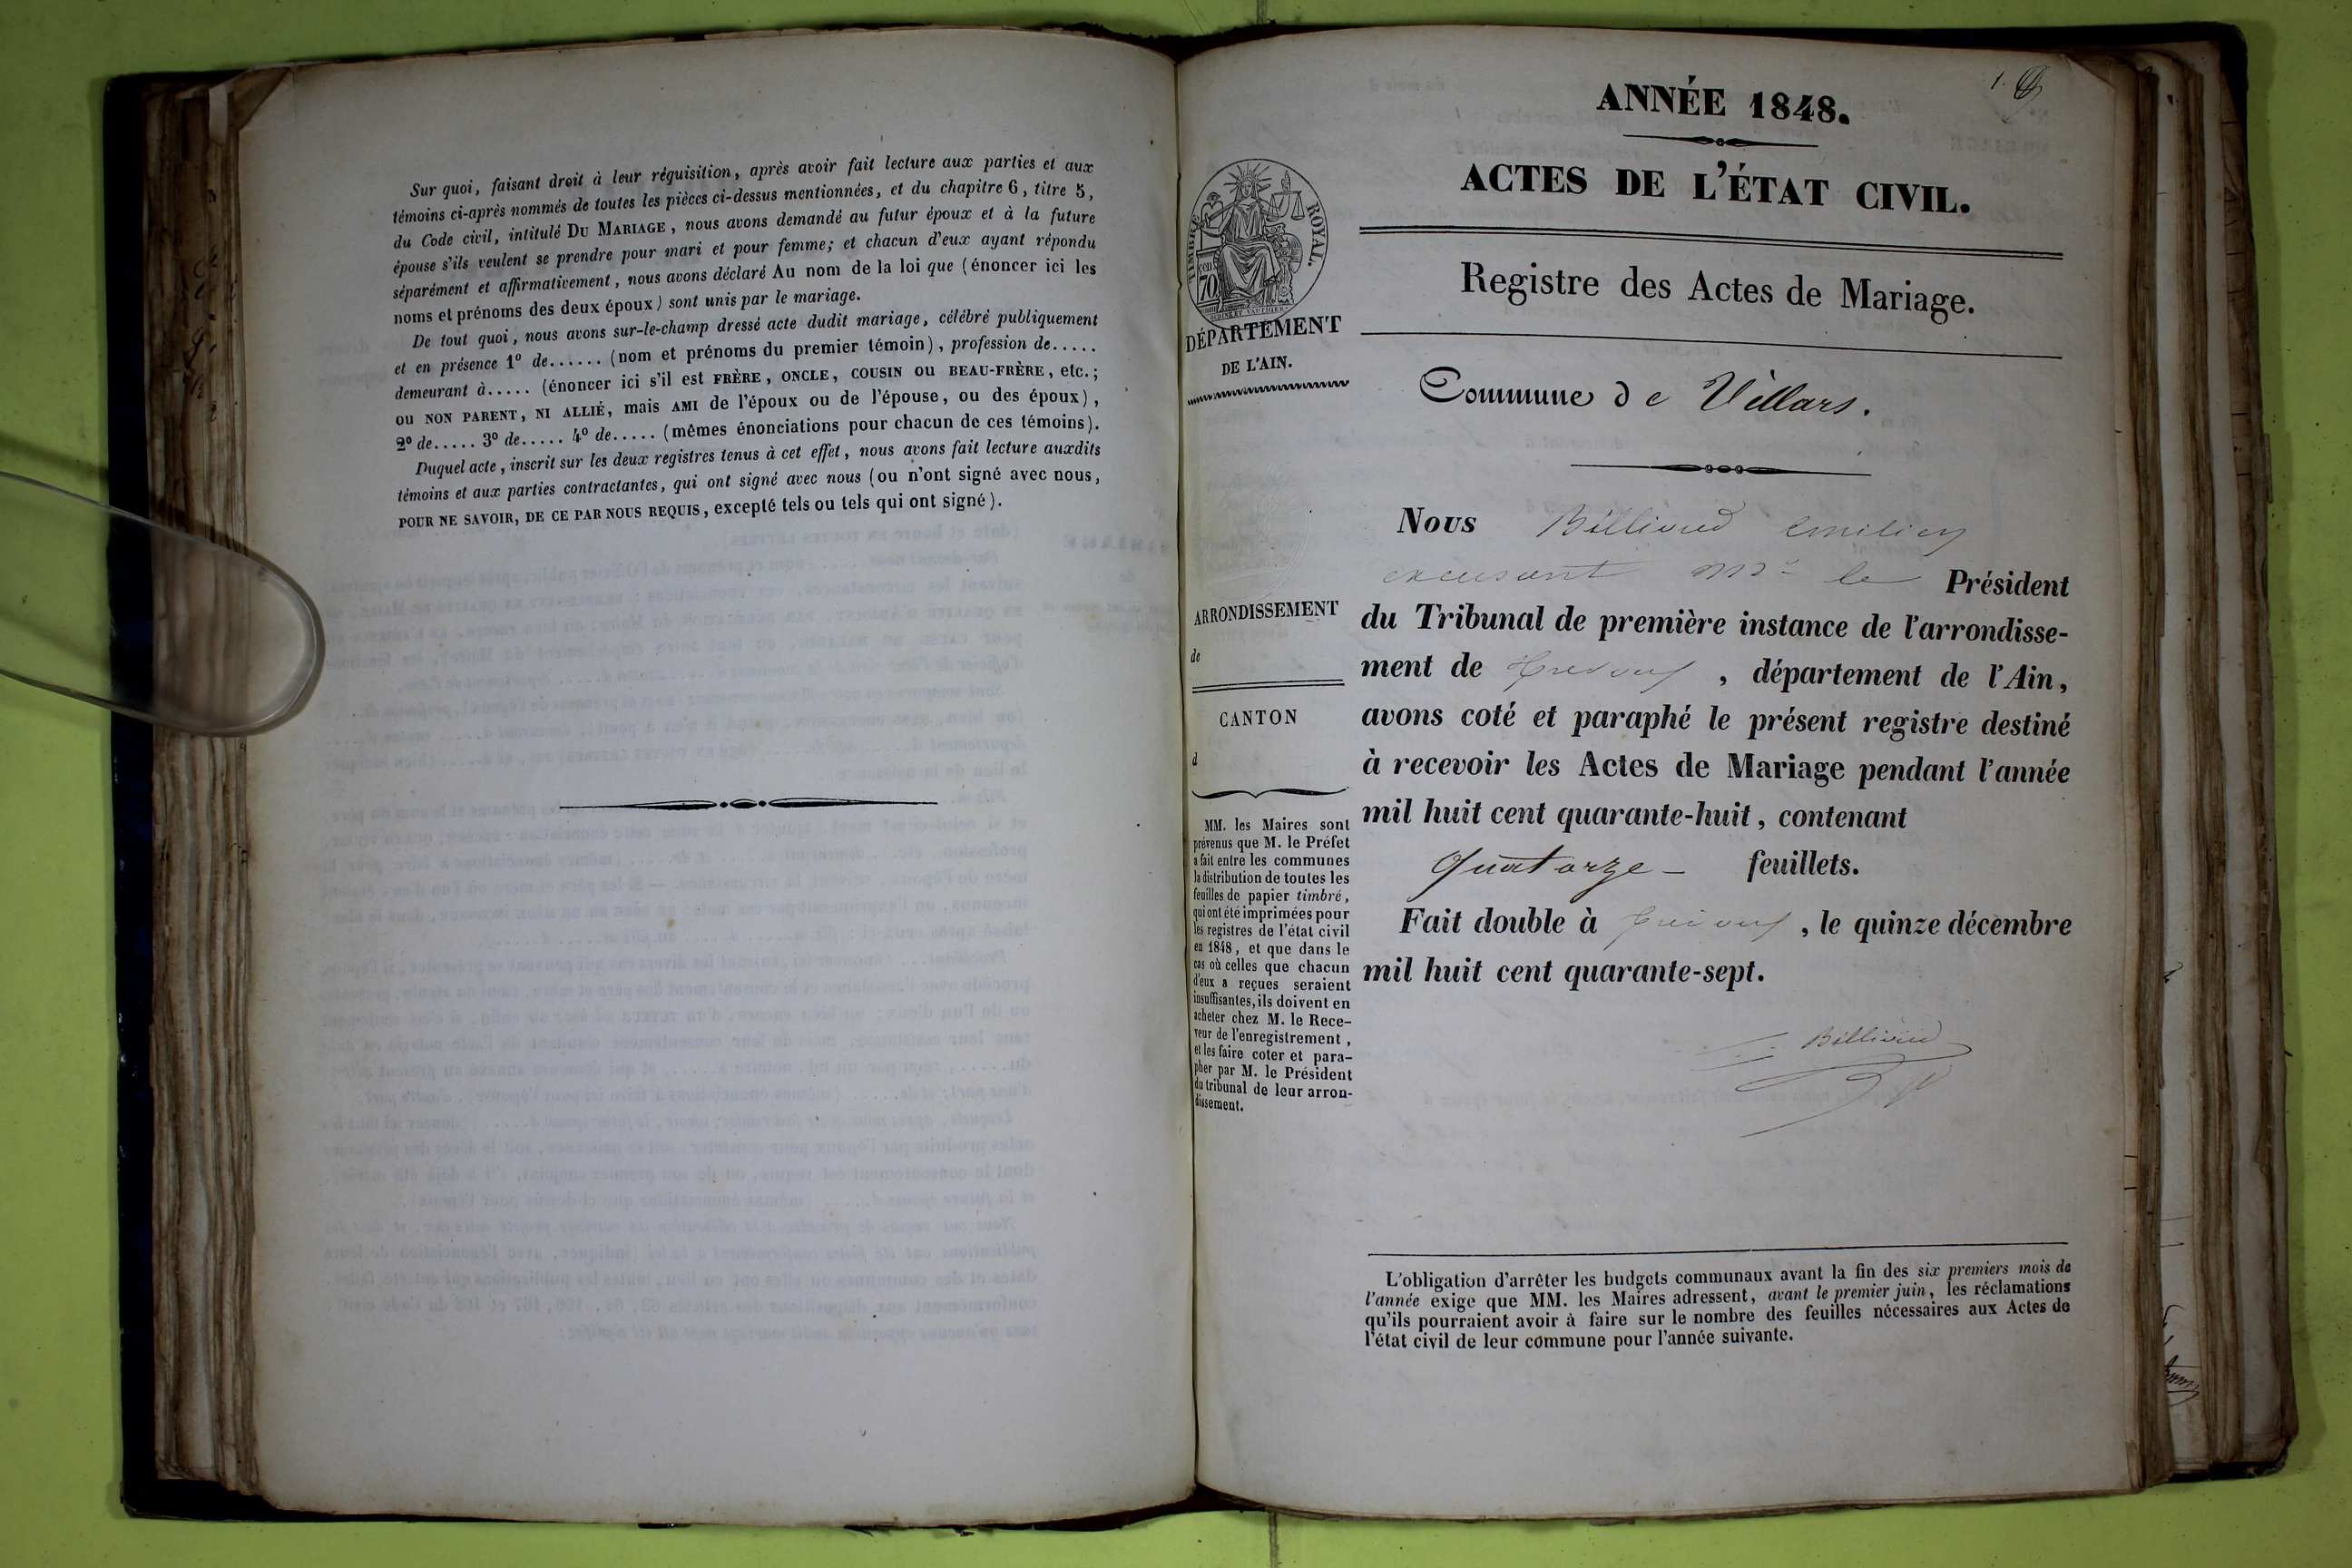 Sur quoi, faisant droit à leur réquisition, après avoir fait lecture aux parties et aux
témoins ci-après nommés de toutes les pièces ci-dessus mentionnées, et du chapitre 6, titre 5,
du Code civil, intitulé DU MARIAGE, nous avons demandé au futur époux et à la future
épouse s'ils veulent se prendre pour mari et pour femme; et chacun d'eux ayant répondu
séparément et affirmativement, nous avons déclaré Au nom de la loi que (énoncer ici les
noms et prénoms des deux époux) sont unis par le mariage.
De tout quoi, nous avons sur-le-champ dressé acte dudit mariage, célébré publiquement
et en présence 1º de...... (nom et prénoms du premier témoin), profession de.....
demeurant à..... (énoncer ici s'il est FRÈRE, ONCLE, COUSIN OU BEAU-FRÈRE, etc.;
OU NON PARENT, NI ALLIÉ, mais AMI de l'époux ou de l'épouse, ou des époux),
2º de..... 3º de..... 4º de..... (mêmes énonciations pour chacun de ces témoins).
Duquel acte, inscrit sur les deux registres tenus à cet effet, nous avons fait lecture auxdits
témoins et aux parties contractantes, qui ont signé avec nous (ou n'ont signé avec nous,
POUR NE SAVOIR, DE CE PAR NOUS REQUIS, excepté tels ou tels qui ont signé).
1.
ANNÉE 1848.
ACTES DE L'ÉTAT CIVIL.
Registre des Actes de Mariage.
TIMBRE ROYAL.
70
DÉPARTEMENT
DE L'AIN.
Commune de Villars.
Nous Billioud Emilien
excusant Mr le Président
du Tribunal de première instance de l'arrondisse-
ment de Trévoux, département de l'Ain,
avons coté et paraphé le présent registre destiné
à recevoir les Actes de Mariage pendant l'année
mil huit cent quarante-huit, contenant
Quatorze - feuillets.
Fait double à Trévoux, le quinze décembre
mil huit cent quarante-sept.
Billioud
ARRONDISSEMENT
de
CANTON
d
MM. les Maires sont
prévenus que M. le Préfet
a fait entre les communes
la distribution de toutes les
feuilles de papier timbré,
qui ont été imprimées pour
les registres de l'état civil
en 1848, et que dans le
cas où celles que chacun
d'eux a reçues seraient
insuffisantes, ils doivent en
acheter chez M. le Rece-
veur de l'enregistrement,
et les faire coter et para-
pher par M. le Président
du tribunal de leur arron-
dissement.
L'obligation d'arrêter les budgets communaux avant la fin des six premiers mois de
l'année exige que MM. les Maires adressent, avant le premier juin, les réclamations
qu'ils pourraient avoir à faire sur le nombre des feuilles nécessaires aux Actes de
l'état civil de leur commune pour l'année suivante.